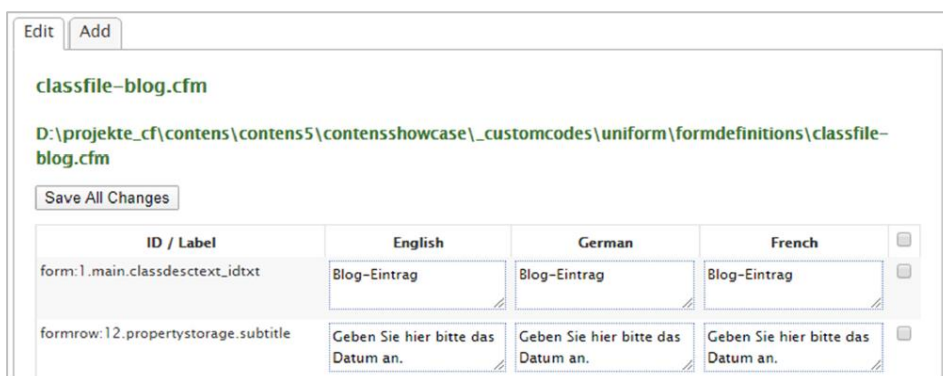 Edit Add
classfile-blog.cfm
D:\projekte_cf\contens\contens5\contensshowcase\_customcodes\uniform\formdefinitions\classfile-
blog.cfm
Save All Changes
ID / Label English German French
form:1.main.classdesctext_idtxt Blog-Eintrag Blog-Eintrag Blog-Eintrag
formrow:12.propertystorage.subtitle Geben Sie hier bitte das Geben Sie hier bitte das Geben Sie hier bitte das
Datum an. Datum an. Datum an.